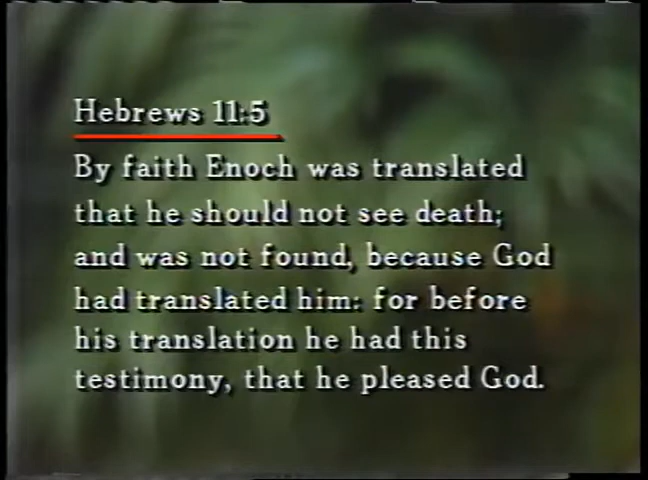 Hebrews 11:5
By faith Enoch was translated
that he should not see death;
and was not found, because God
had translated him: for before
his translation he had this
testimony, that he pleased God.